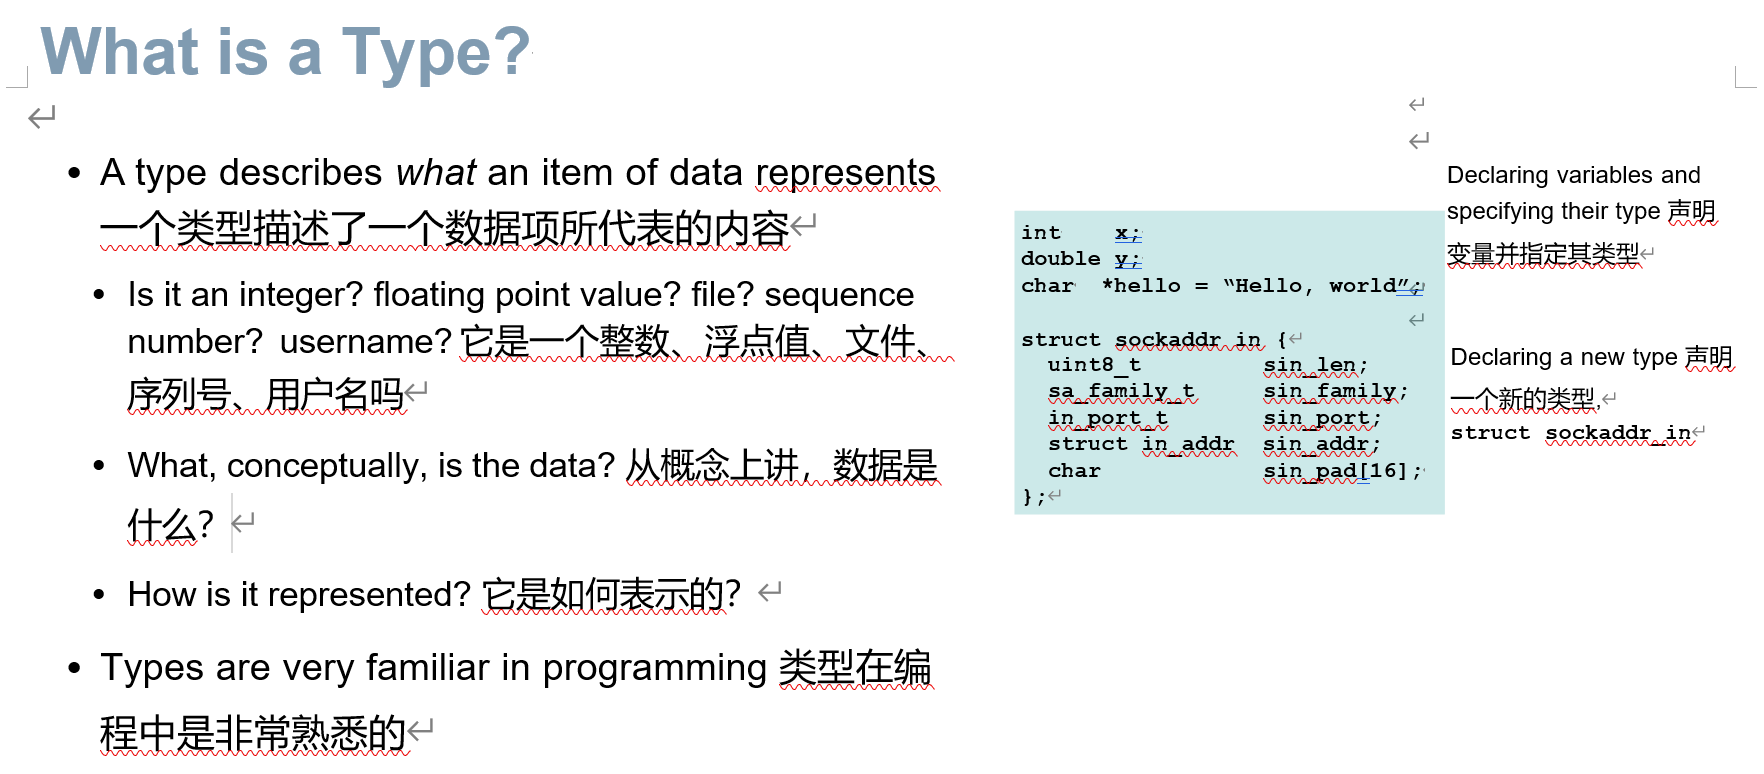 What is a Type?
• A type describes what an item of data represents
一个类型描述了一个数据项所代表的内容
• Is it an integer? floating point value? file? sequence
number? username? 它是一个整数、浮点值、文件、
序列号、用户名吗
• What, conceptually, is the data? 从概念上讲，数据是
什么？
• How is it represented? 它是如何表示的？
• Types are very familiar in programming 类型在编
程中是非常熟悉的
int x;
double y;
char *hello = “Hello, world”;
struct sockaddr_in {
uint8_t sin_len;
sa_family_t sin_family;
in_port_t sin_port;
struct in_addr sin_addr;
char sin_pad[16];
};
Declaring variables and
specifying their type 声明
变量并指定其类型
Declaring a new type 声明
一个新的类型,
struct sockaddr_in